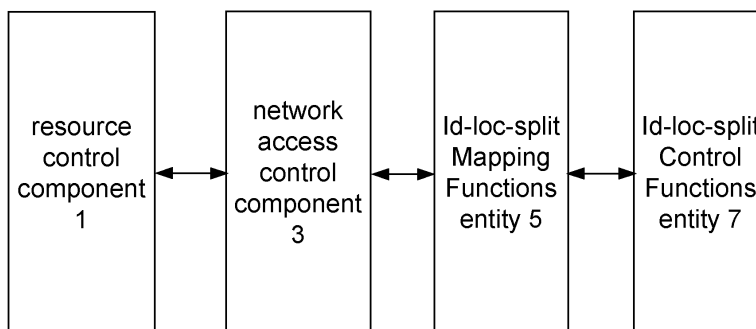 resource
control
component
1
network
access
control
component
3
Id-loc-split
Mapping
Functions
entity 5
Id-loc-split
Control
Functions
entity 7